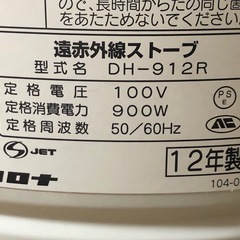 ので、長時間からだの同じ箇所
をあたためないでください。
遠赤外線ストーブ
型式名 DH-912R
定格電圧 100V
定格消費電力 900W
定格周波数 50/60Hz
PSE
JET
コロナ
12年製
104-0